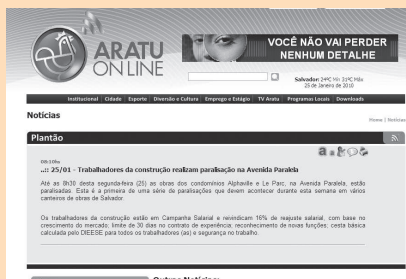 ARATU
ONLINE
VOCÊ NÃO VAI PERDER
NENHUM DETALHE
Salvador: 24ºC Mín 31ºC Máx
25 de Janeiro de 2010
Institucional | Cidade | Esporte | Diversão e Cultura | Emprego e Estágio | TV Aratu | Programas Locais | Downloads
Notícias
Home | Notícias
Plantão
08:10hs
..:: 25/01 - Trabalhadores da construção realizam paralisação na Avenida Paralela
Até as 8h30 desta segunda-feira (25) as obras dos condomínios Alphaville e Le Parc, na Avenida Paralela, estão
paralisadas. Esta é a primeira de uma série de paralisações que devem acontecer durante esta semana em vários
canteiros de obras de Salvador.
Os trabalhadores da construção estão em Campanha Salarial e reivindicam 16% de reajuste salarial, com base no
crescimento do mercado; limite de 30 dias no contrato de experiência; reconhecimento de novas funções; cesta básica
calculada pelo DIEESE para todos os trabalhadores (as) e segurança no trabalho.
Outras Notícias: